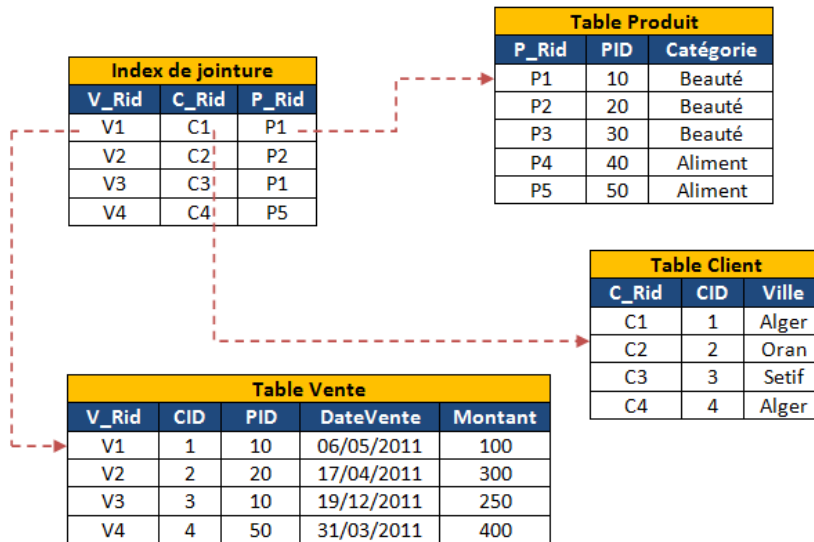 Table Produit
P_Rid PID Catégorie
P1 10 Beauté
P2 20 Beauté
P3 30 Beauté
P4 40 Aliment
P5 50 Aliment
Index de jointure
V_Rid C_Rid P_Rid
V1 C1 P1
V2 C2 P2
V3 C3 P1
V4 C4 P5
Table Client
C_Rid CID Ville
C1 1 Alger
C2 2 Oran
C3 3 Setif
C4 4 Alger
Table Vente
V_Rid CID PID DateVente Montant
V1 1 10 06/05/2011 100
V2 2 20 17/04/2011 300
V3 3 10 19/12/2011 250
V4 4 50 31/03/2011 400